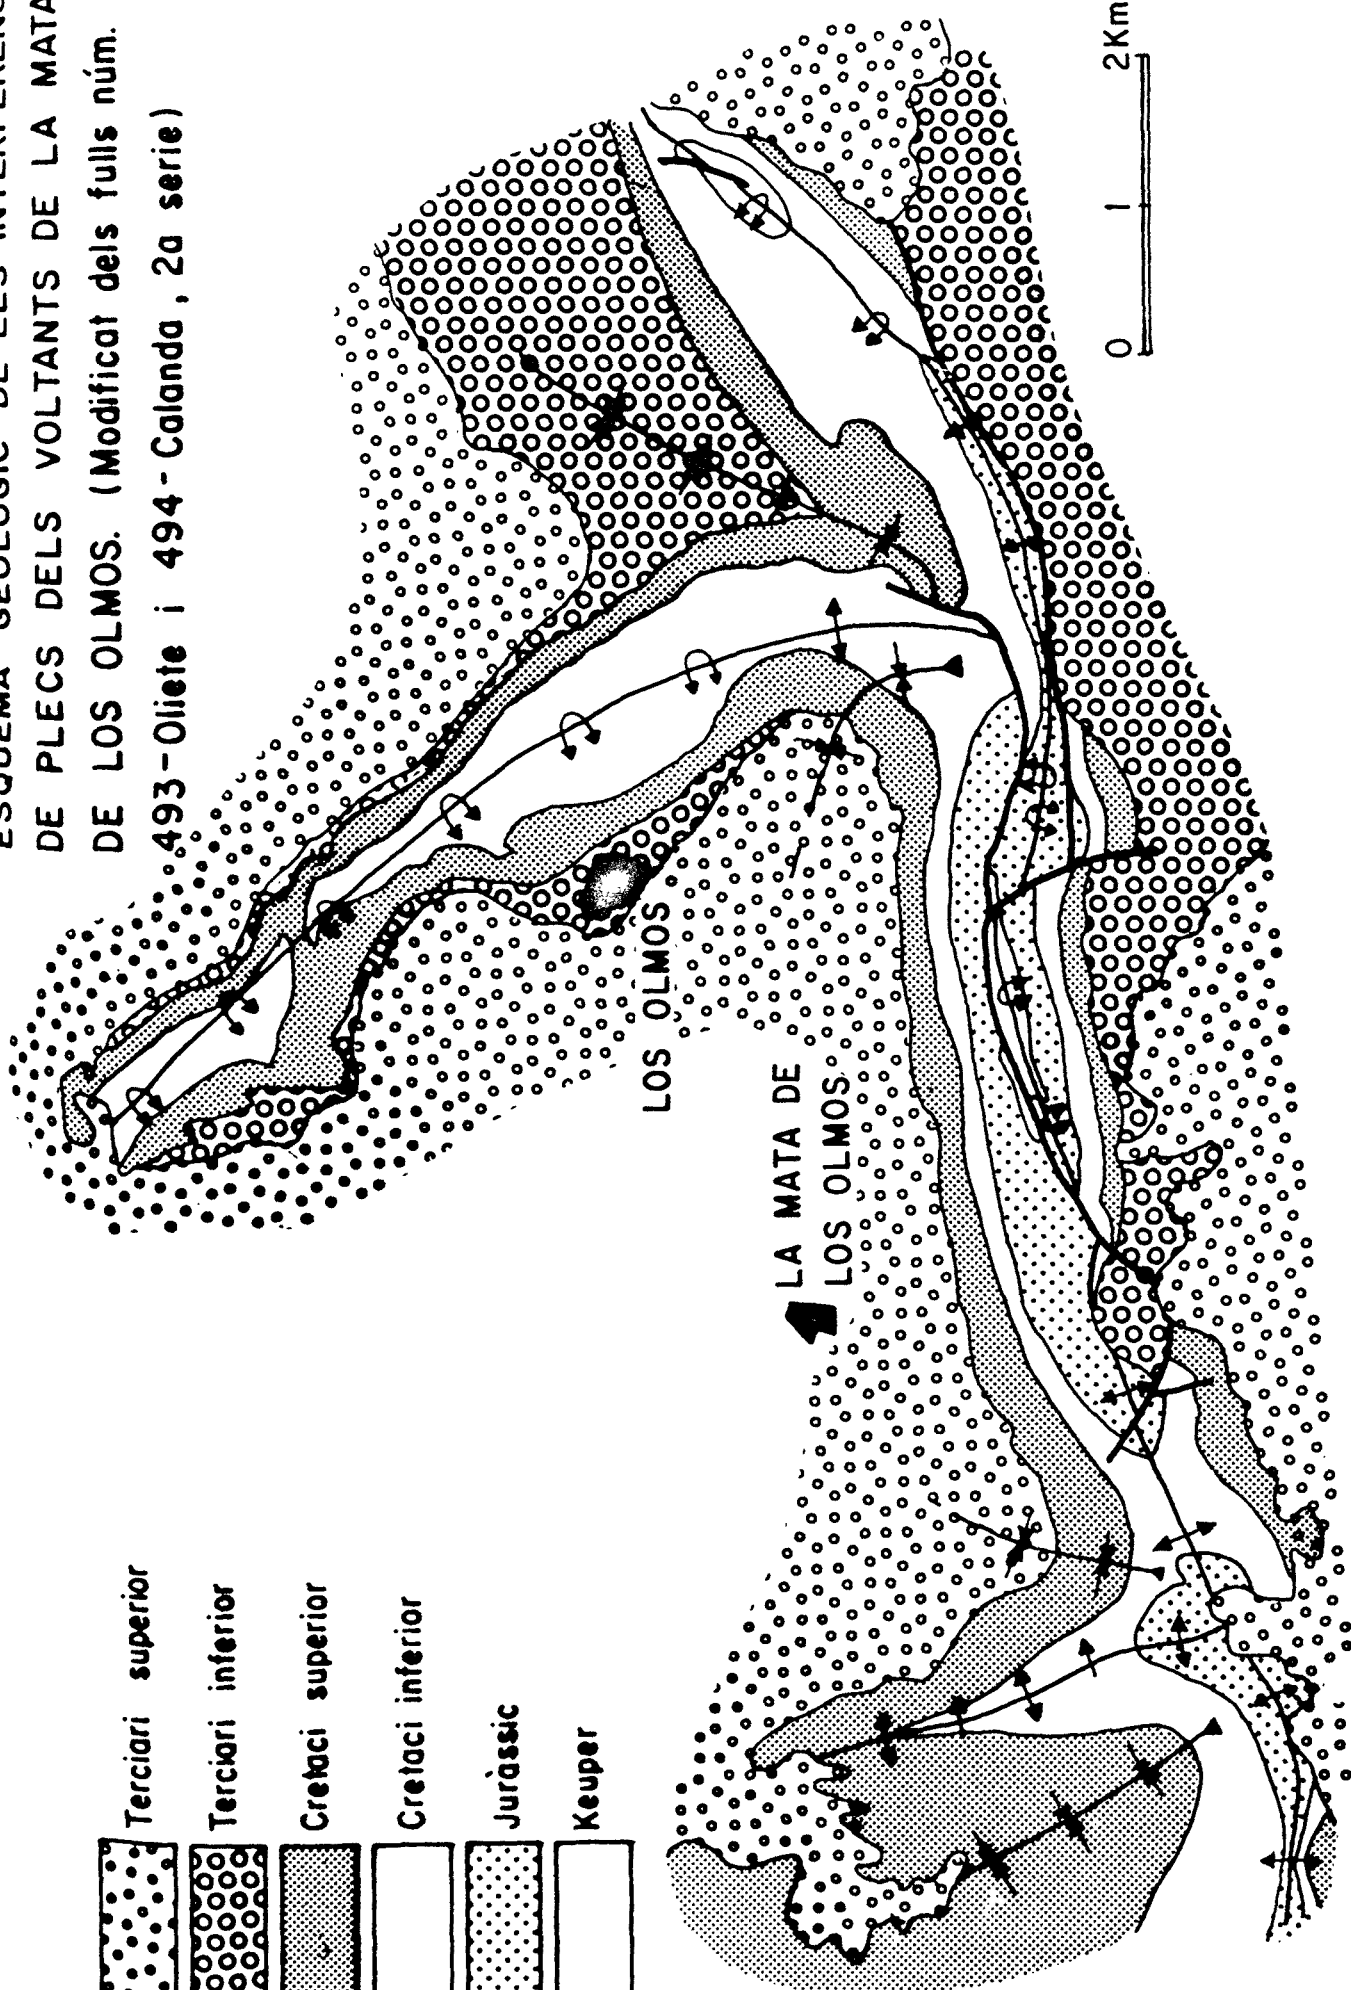 ESQUEMA GEOLÒGIC DE LES
DE PLECS DELS VOLTANTS DE LA MATA
DE LOS OLMOS. (Modificat dels fulls núm.
493-Oliete i 494-Calanda, 2a serie)
Terciari superior
Terciari inferior
Cretaci superior
Cretaci inferior
Juràssic
Keuper
LOS OLMOS
LA MATA DE
LOS OLMOS
0 1 2Km